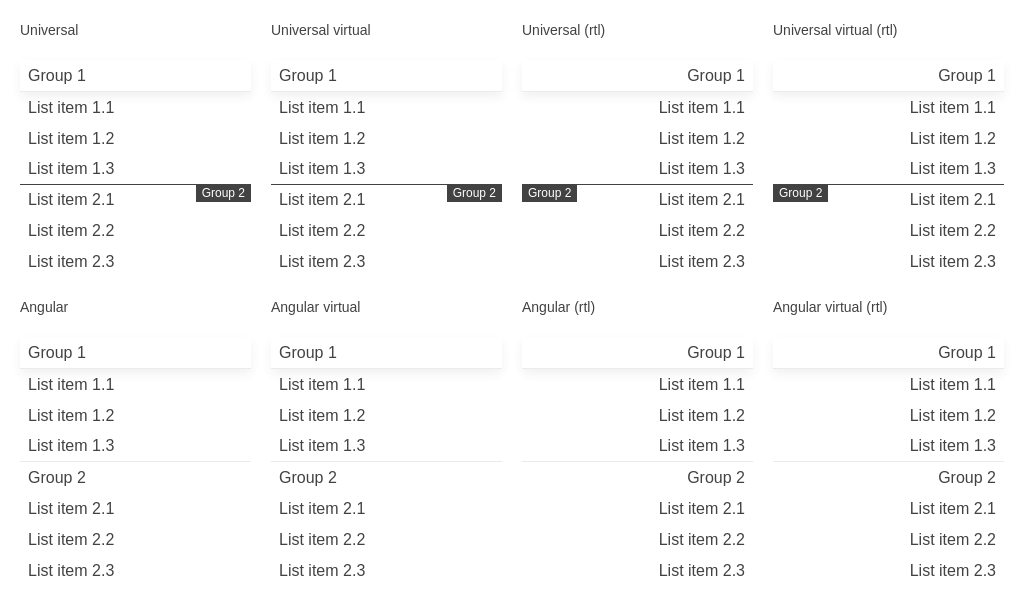 Universal
Group 1
List item 1.1
List item 1.2
List item 1.3
Group 2
List item 2.1
List item 2.2
List item 2.3
Universal virtual
Group 1
List item 1.1
List item 1.2
List item 1.3
Group 2
List item 2.1
List item 2.2
List item 2.3
Universal (rtl)
Group 1
List item 1.1
List item 1.2
List item 1.3
Group 2
List item 2.1
List item 2.2
List item 2.3
Universal virtual (rtl)
Group 1
List item 1.1
List item 1.2
List item 1.3
Group 2
List item 2.1
List item 2.2
List item 2.3
Angular
Group 1
List item 1.1
List item 1.2
List item 1.3
Group 2
List item 2.1
List item 2.2
List item 2.3
Angular virtual
Group 1
List item 1.1
List item 1.2
List item 1.3
Group 2
List item 2.1
List item 2.2
List item 2.3
Angular (rtl)
Group 1
List item 1.1
List item 1.2
List item 1.3
Group 2
List item 2.1
List item 2.2
List item 2.3
Angular virtual (rtl)
Group 1
List item 1.1
List item 1.2
List item 1.3
Group 2
List item 2.1
List item 2.2
List item 2.3